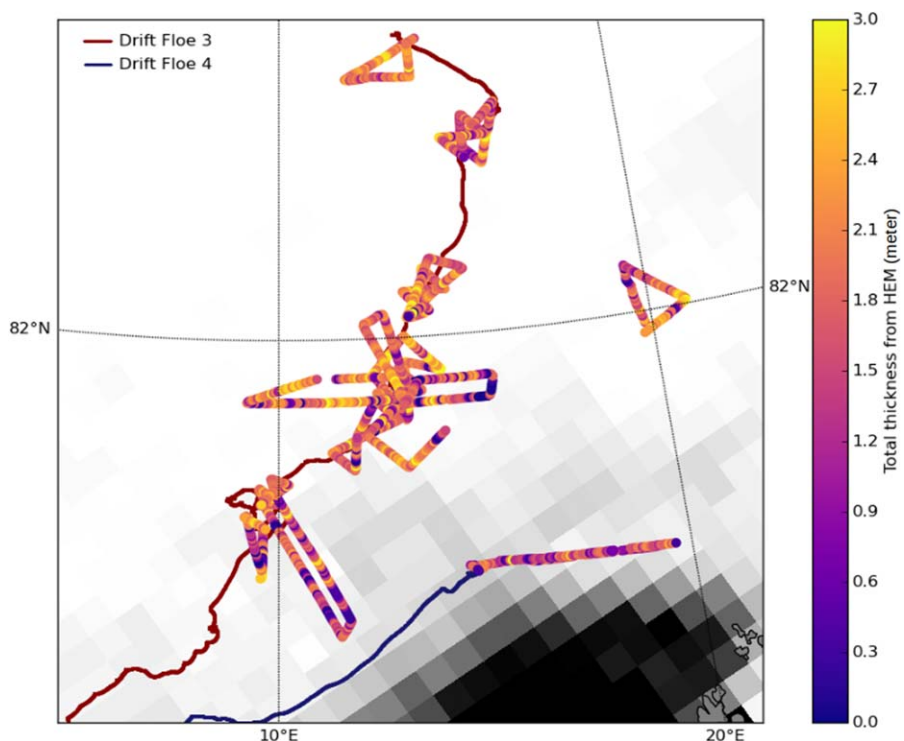 Drift Floe 3
Drift Floe 4
82°N
82°N
10°E
20°E
3.0
2.7
2.4
2.1
1.8
1.5
1.2
0.9
0.6
0.3
0.0
Total thickness from HEM (meter)